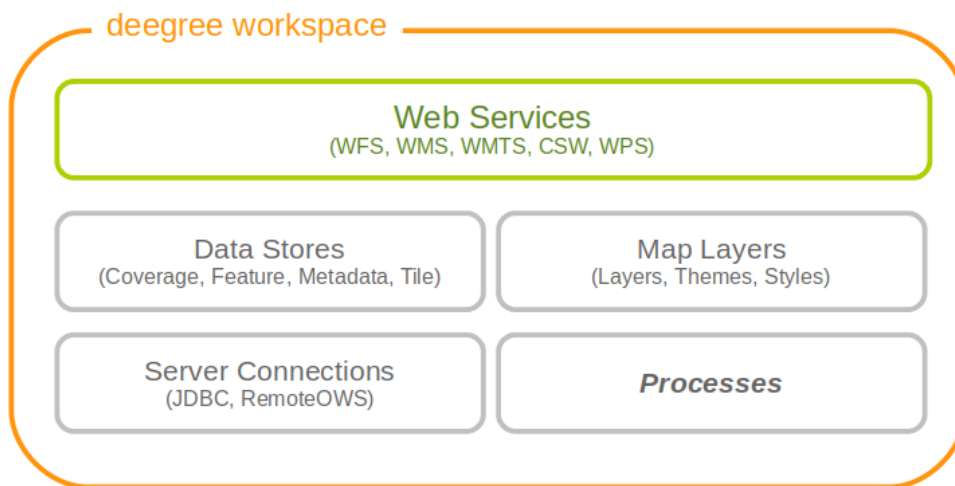 deegree workspace
Web Services
(WFS, WMS, WMTS, CSW, WPS)
Data Stores
(Coverage, Feature, Metadata, Tile)
Map Layers
(Layers, Themes, Styles)
Server Connections
(JDBC, RemoteOWS)
Processes